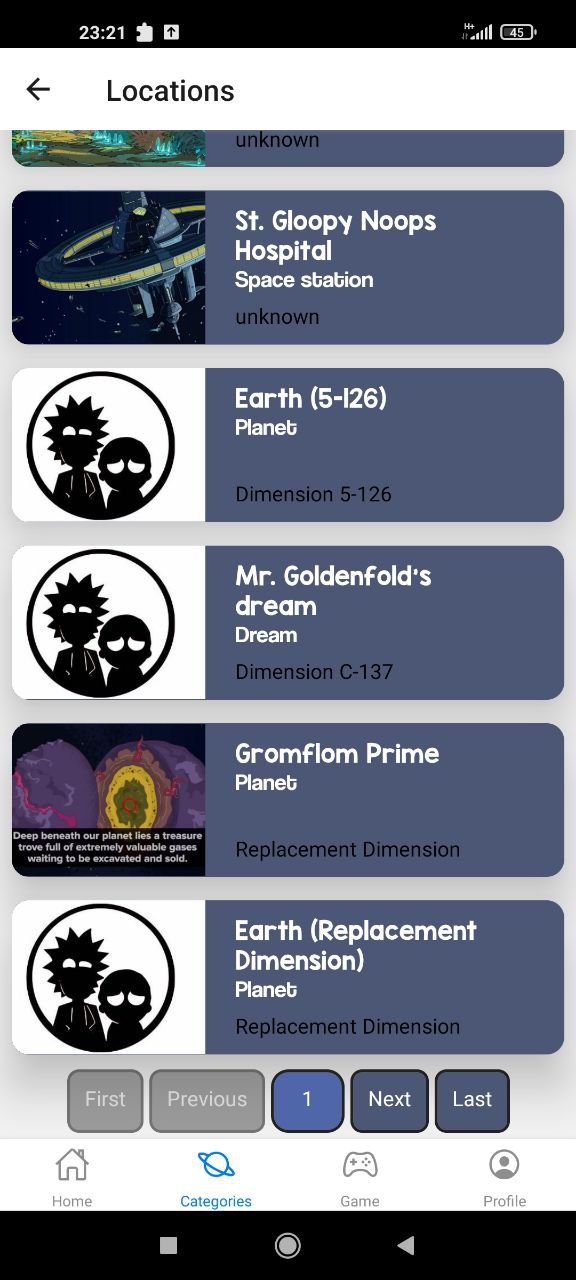 23:21
H+
45
Locations
unknown
St. Gloopy Noops
Hospital
Space station
unknown
Earth (5-126)
Planet
Dimension 5-126
Mr. Goldenfold's
dream
Dream
Dimension C-137
Gromflom Prime
Planet
Deep beneath our planet lies a treasure
trove full of extremely valuable gases
waiting to be excavated and sold.
Replacement Dimension
Earth (Replacement
Dimension)
Planet
Replacement Dimension
First
Previous
1
Next
Last
Home
Categories
Game
Profile